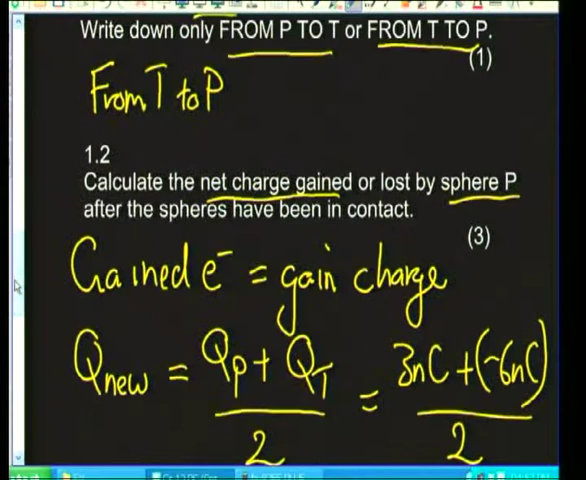 Write down only FROM P TO T or FROM T TO P.
(1)
From T to P
1.2
Calculate the net charge gained or lost by sphere P
after the spheres have been in contact.
(3)
Gained e⁻ = gain charge
Qnew = QP + QT / 2 = 3nC + (-6nC) / 2